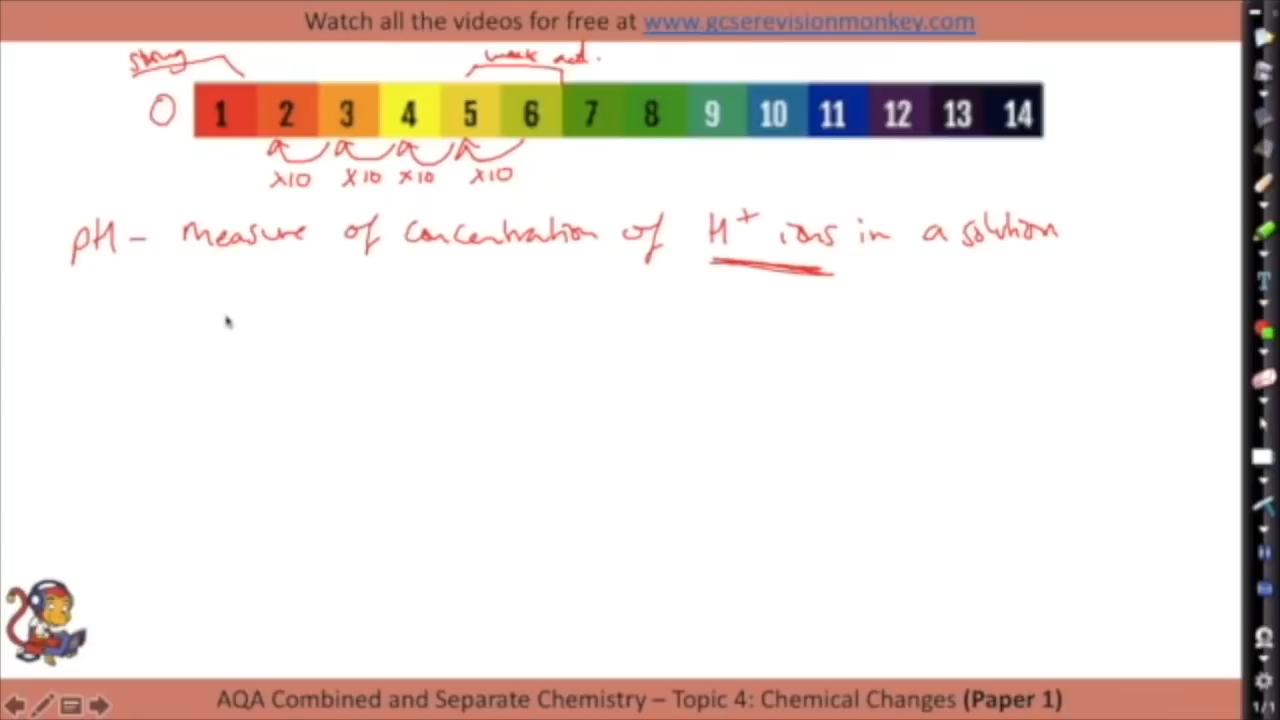 Watch all the videos for free at www.gcserevisionmonkey.com
strong weak acid.
0 1 2 3 4 5 6 7 8 9 10 11 12 13 14
x10 x10 x10 x10
pH - measure of concentration of H+ ions in a solution
AQA Combined and Separate Chemistry – Topic 4: Chemical Changes (Paper 1)
1/1